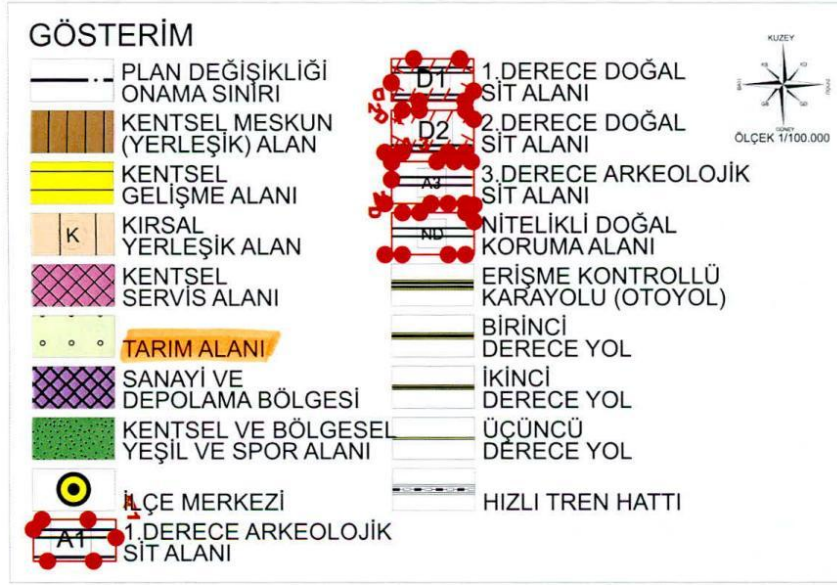 GÖSTERİM
PLAN DEĞİŞİKLİĞİ
ONAMA SINIRI
KENTSEL MESKUN
(YERLEŞİK) ALAN
KENTSEL
GELİŞME ALANI
K
KIRSAL
YERLEŞİK ALAN
KENTSEL
SERVİS ALANI
TARIM ALANI
SANAYİ VE
DEPOLAMA BÖLGESİ
KENTSEL VE BÖLGESEL
YEŞİL VE SPOR ALANI
İLÇE MERKEZİ
A1
A1
1.DERECE ARKEOLOJİK
SİT ALANI
D1
1.DERECE DOĞAL
SİT ALANI
D2
2.DERECE DOĞAL
SİT ALANI
A3
3.DERECE ARKEOLOJİK
SİT ALANI
ND
NİTELİKLİ DOĞAL
KORUMA ALANI
ERİŞME KONTROLLÜ
KARAYOLU (OTOYOL)
BİRİNCİ
DERECE YOL
İKİNCİ
DERECE YOL
ÜÇÜNCÜ
DERECE YOL
HIZLI TREN HATTI
KUZEY
BATI
GÜNEY
ÖLÇEK 1/100.000